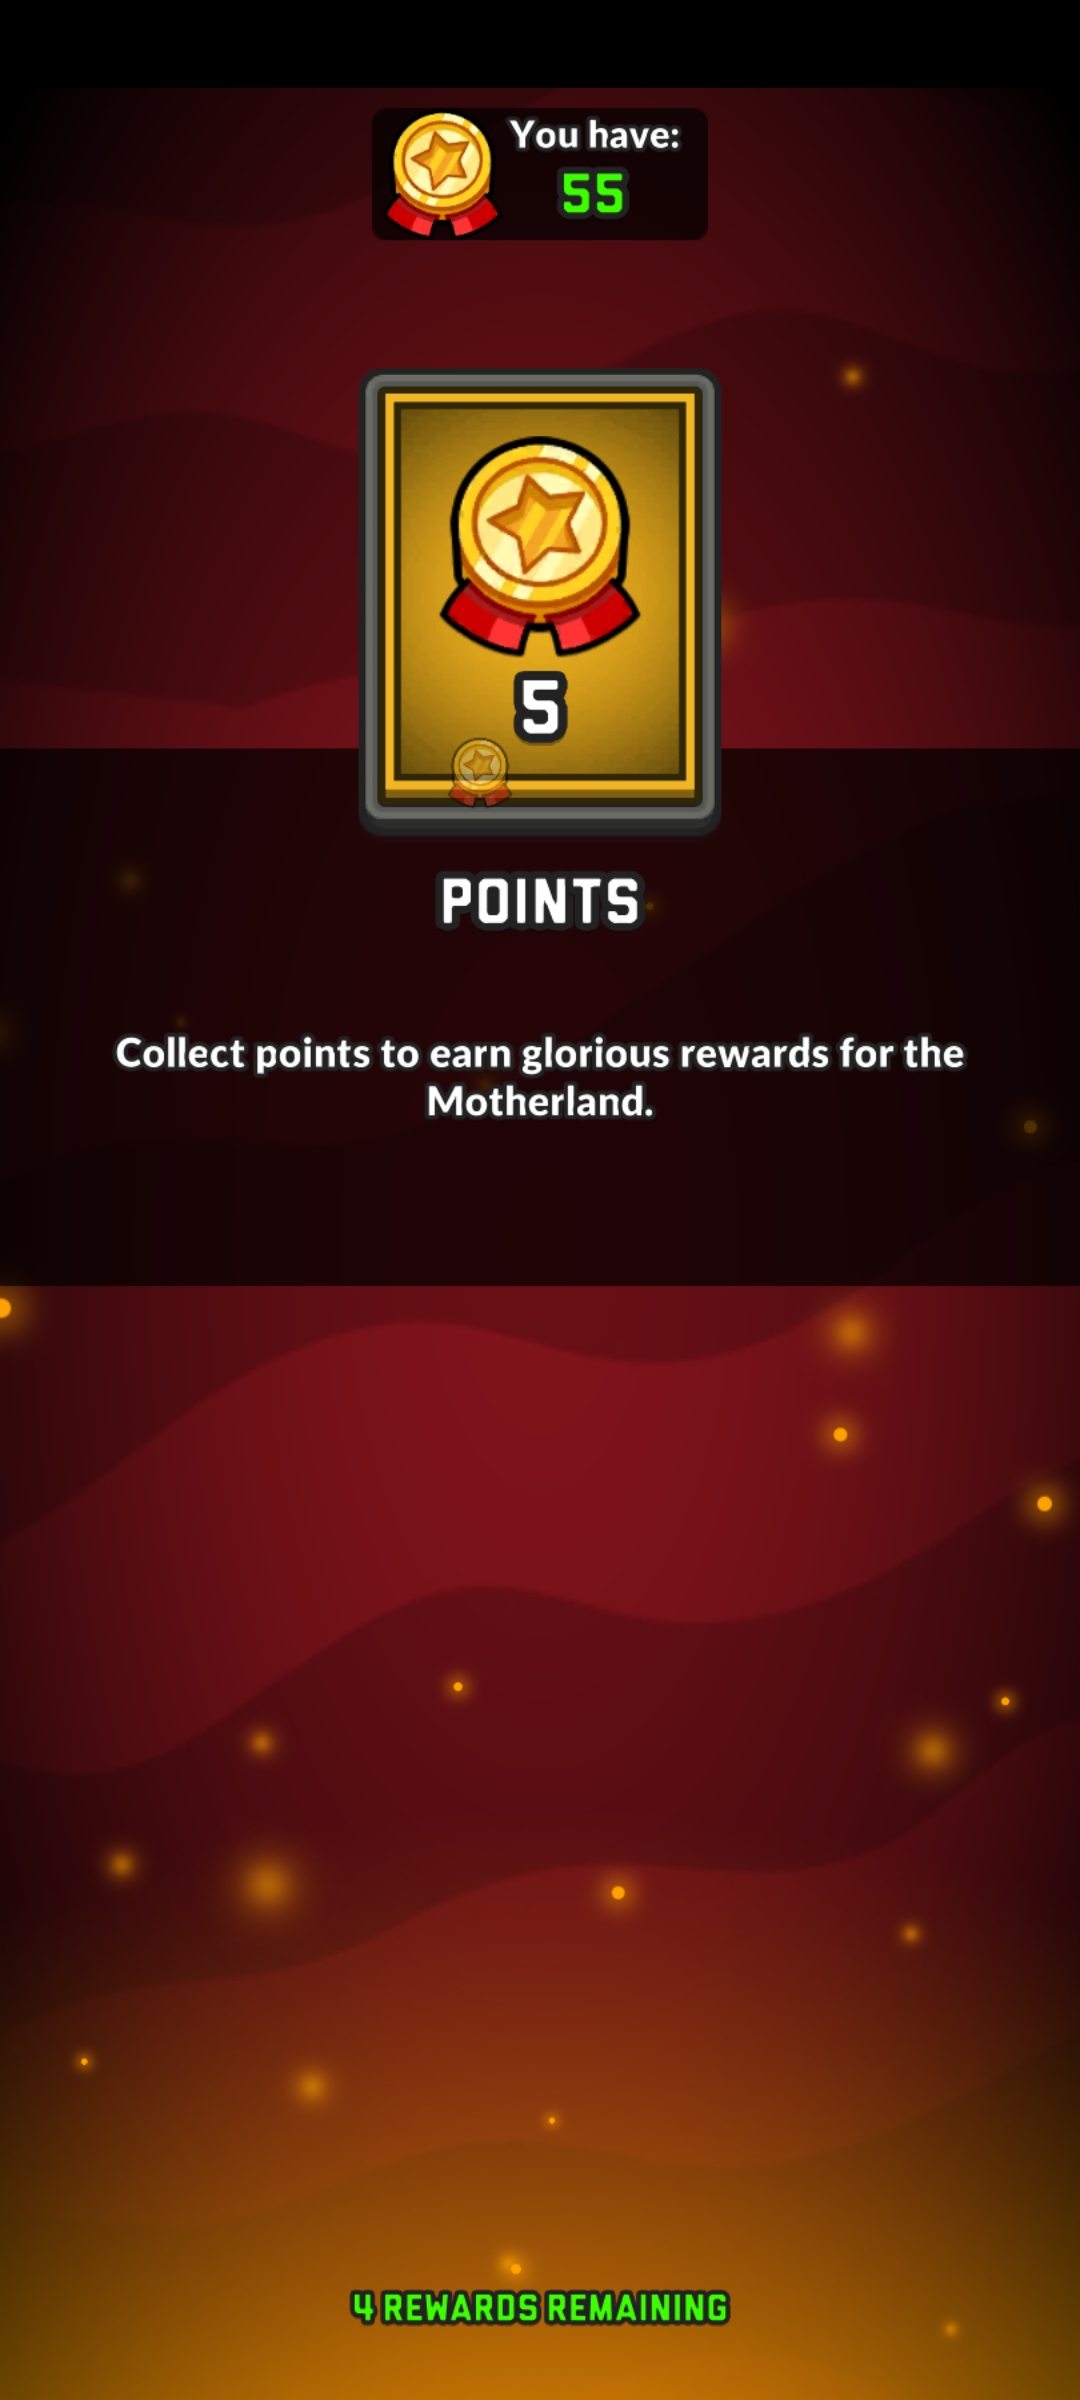 You have:
55
5
POINTS
Collect points to earn glorious rewards for the
Motherland.
4 REWARDS REMAINING